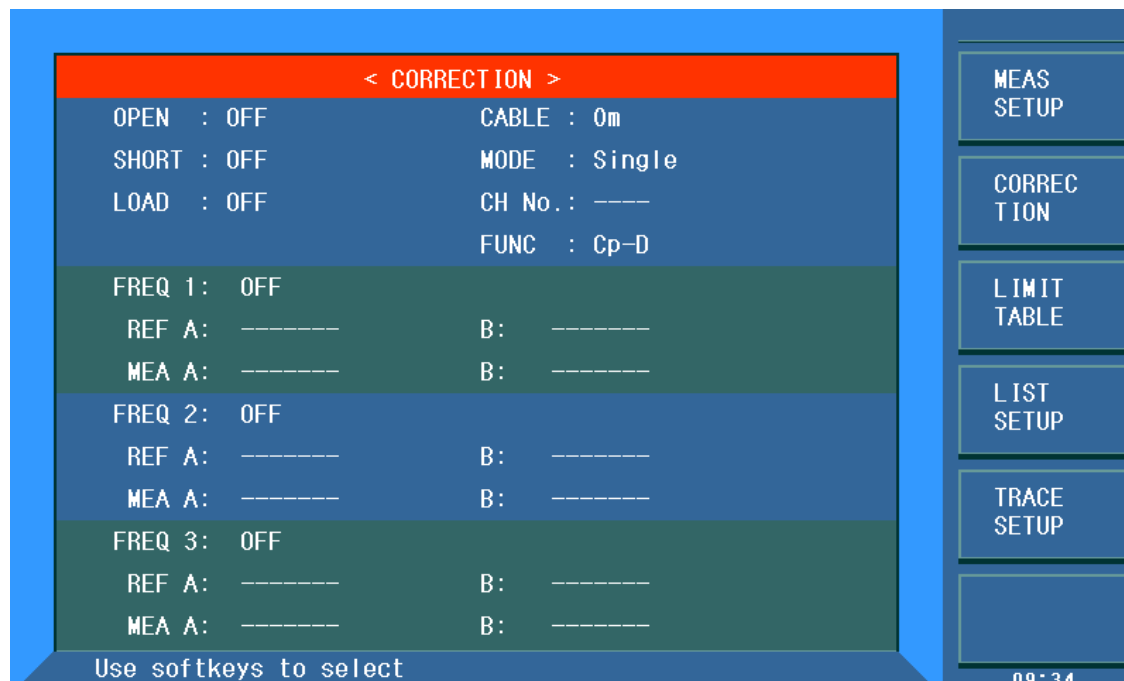 < CORRECTION >
OPEN : OFF CABLE : 0m
SHORT : OFF MODE : Single
LOAD : OFF CH No.: ----
FUNC : Cp-D
FREQ 1: OFF
REF A: ------- B: -------
MEA A: ------- B: -------
FREQ 2: OFF
REF A: ------- B: -------
MEA A: ------- B: -------
FREQ 3: OFF
REF A: ------- B: -------
MEA A: ------- B: -------
Use softkeys to select
MEAS
SETUP
CORREC
TION
LIMIT
TABLE
LIST
SETUP
TRACE
SETUP
09:34